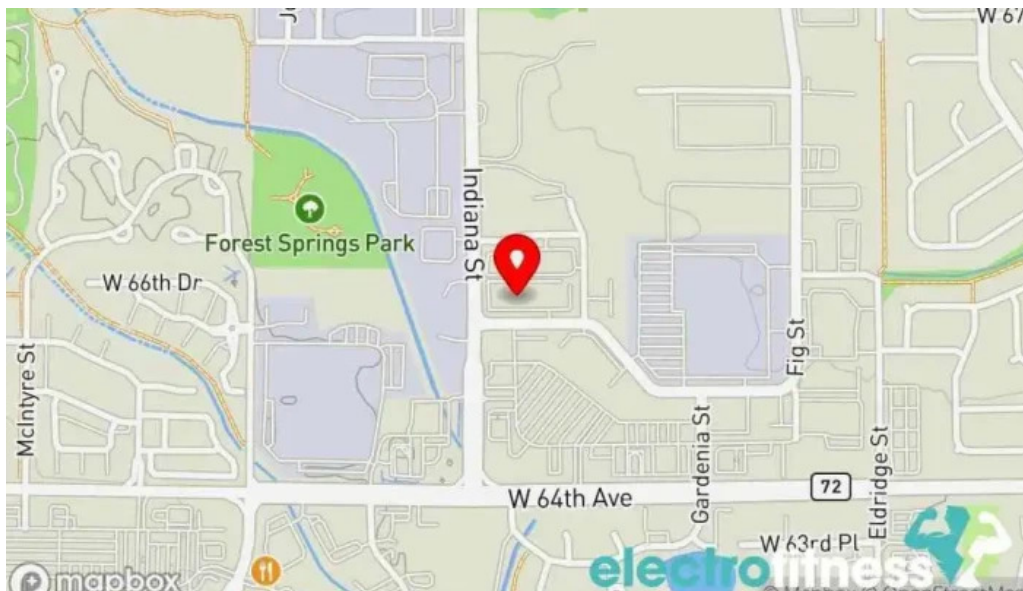 W 67
Indiana St
Forest Springs Park
W 66th Dr
McIntyre St
Fig St
Gardenia St
Eldridge St
72
W 64th Ave
W 63rd Pl
electrofitness
mapbox